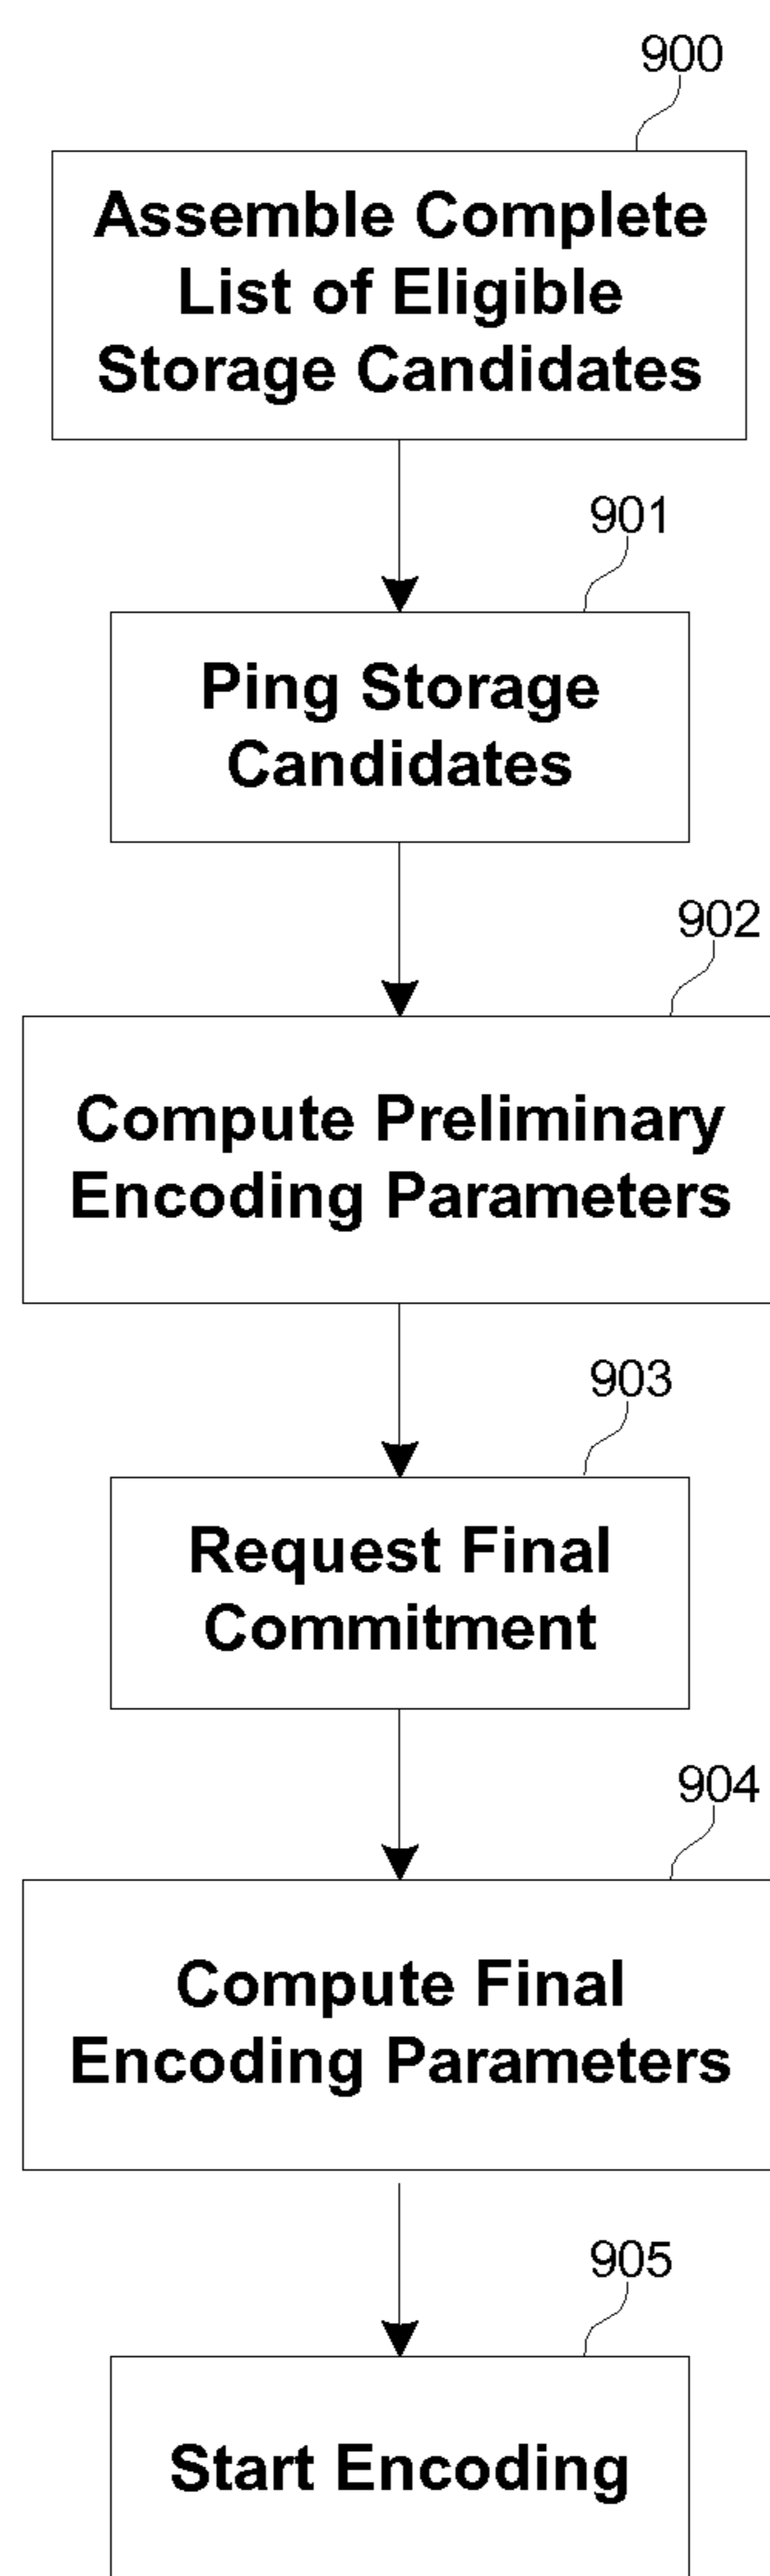 900
Assemble Complete
List of Eligible
Storage Candidates
901
Ping Storage
Candidates
902
Compute Preliminary
Encoding Parameters
903
Request Final
Commitment
904
Compute Final
Encoding Parameters
905
Start Encoding